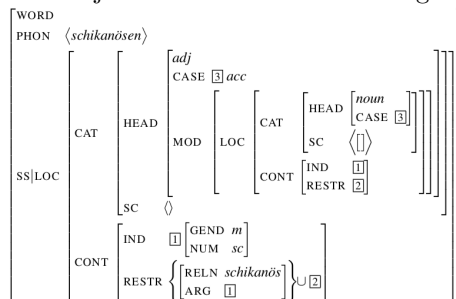 WORD
PHON ⟨schikanösen⟩
adj
CASE 3 acc
HEAD noun
CASE 3
CAT
HEAD
MOD LOC
SC ⟨[]⟩
CONT IND 1
RESTR 2
SS|LOC
SC ⟨⟩
IND 1 GEND m
NUM sc
CONT
RESTR { RELN schikanös
ARG 1 } ∪ 2